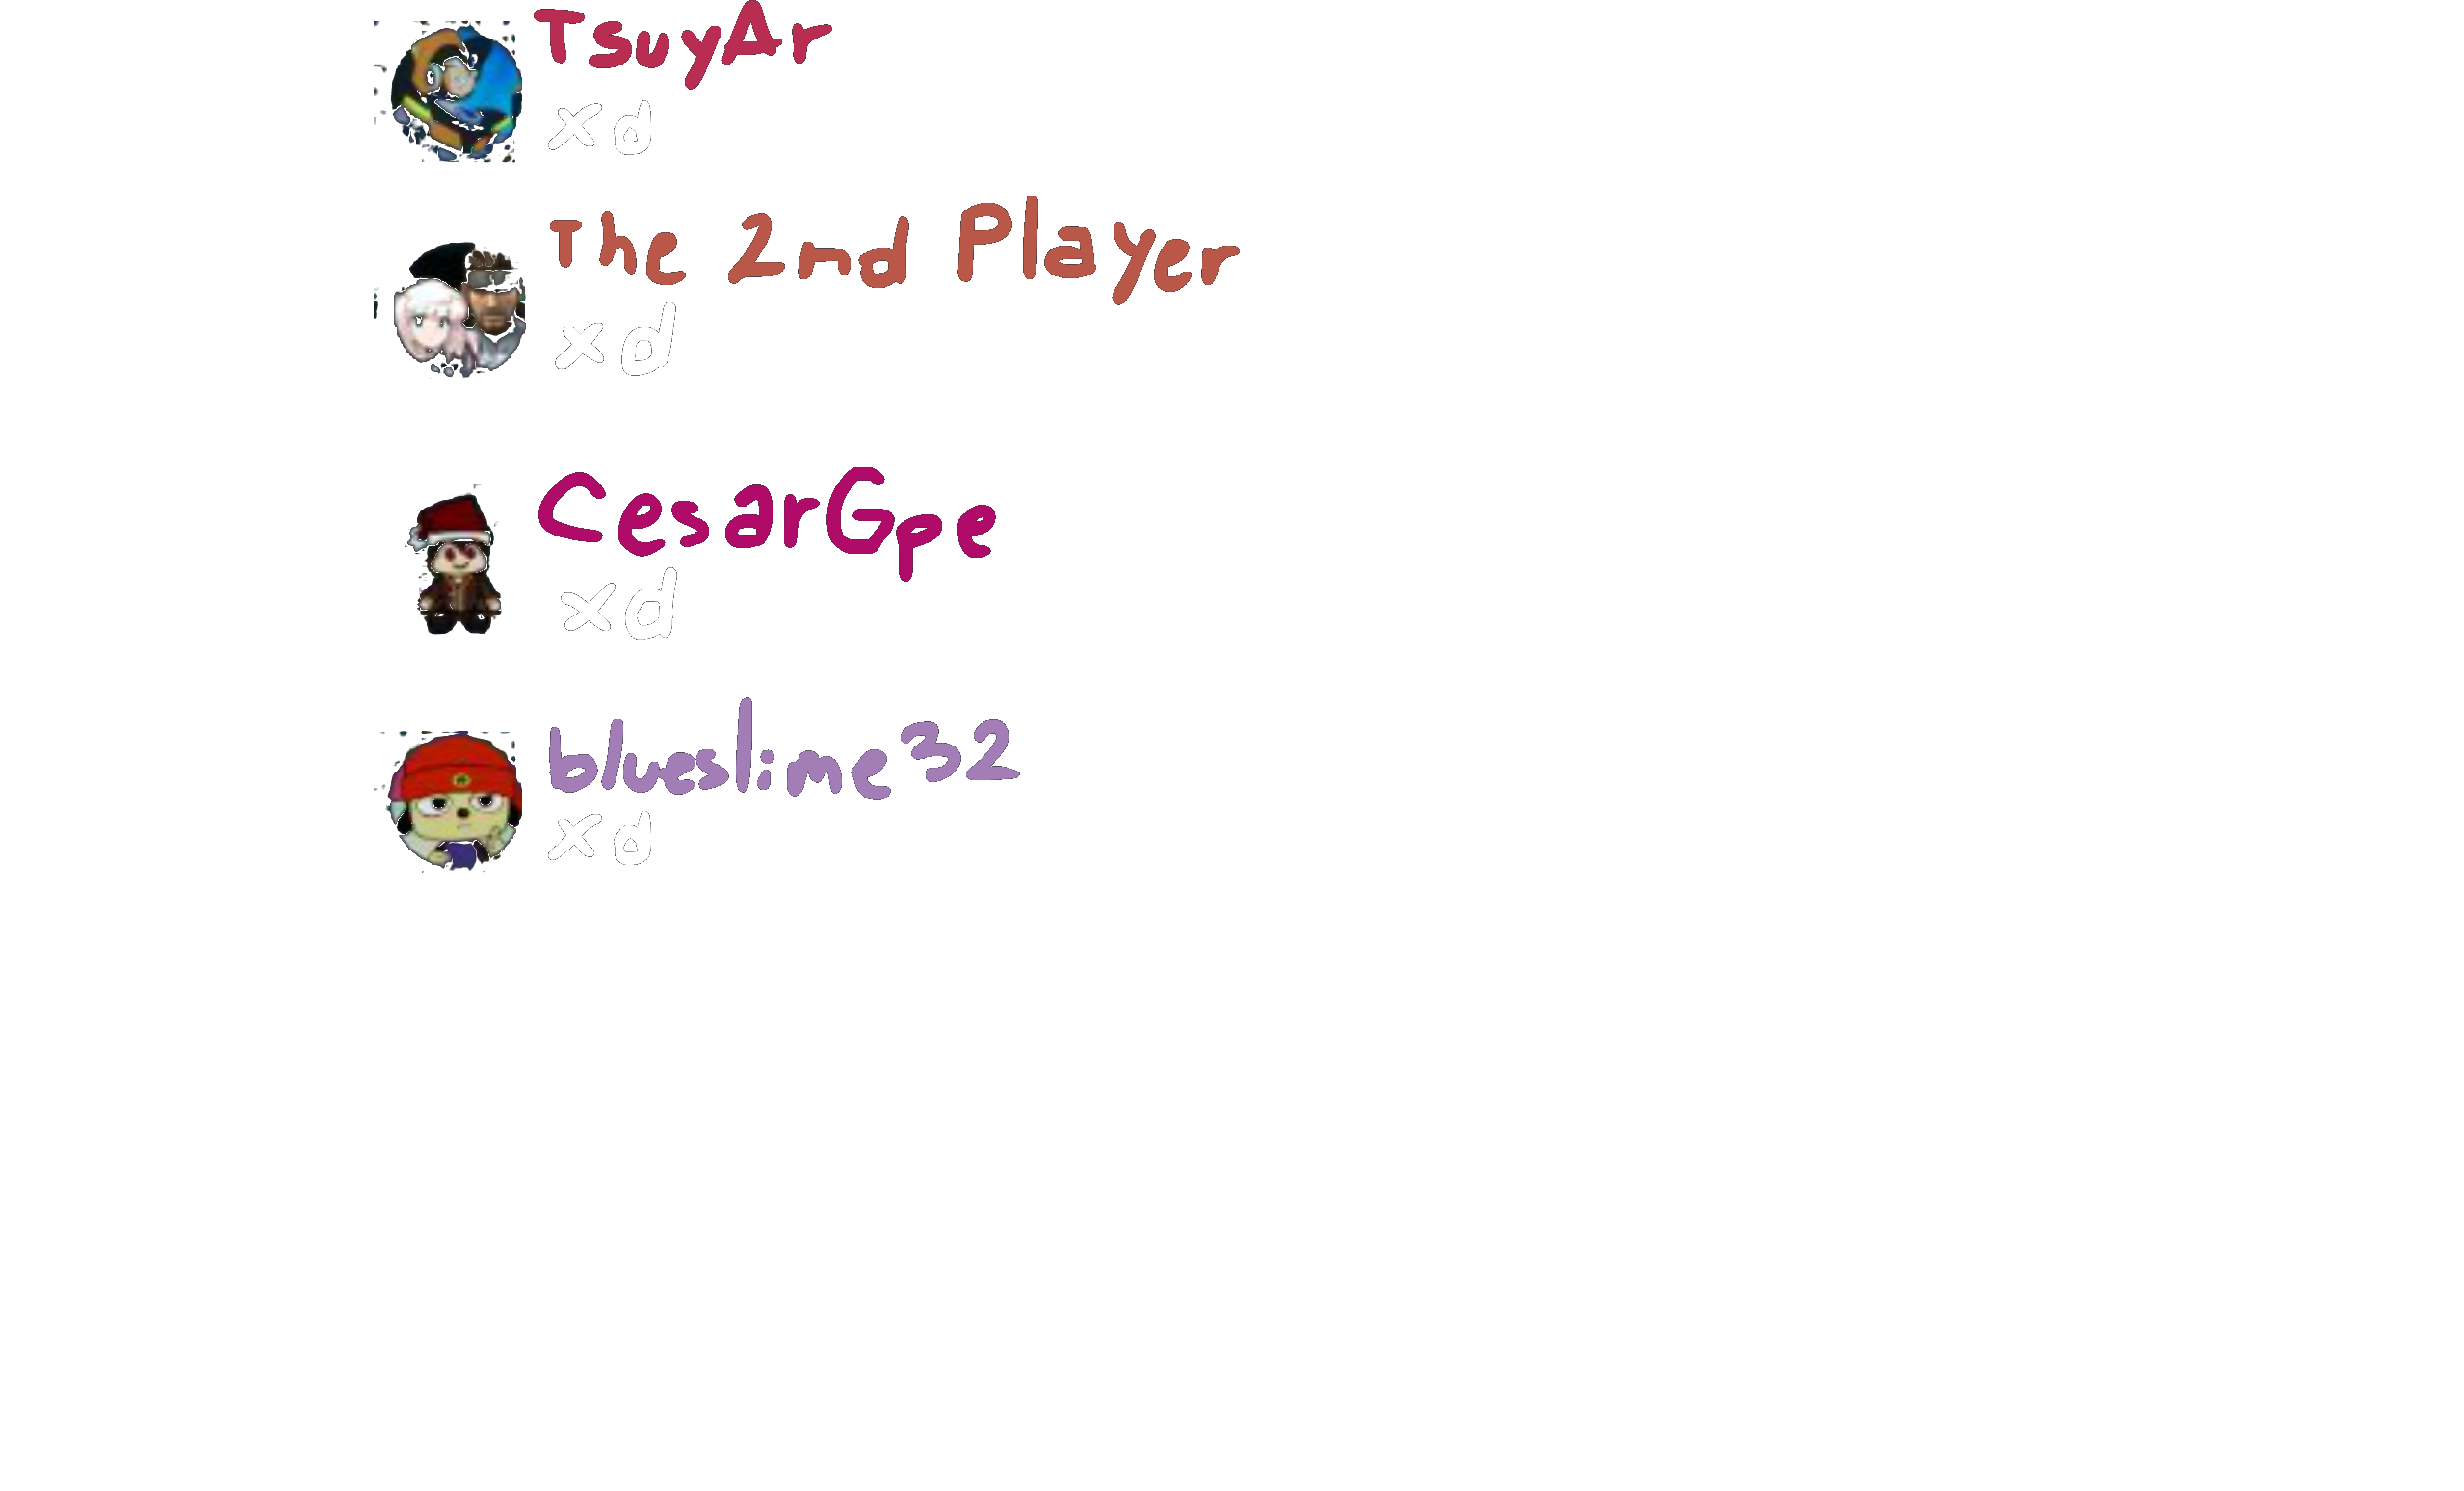 TsuyAr
xd
The 2nd Player
xd
CesarGpe
xd
blueslime32
xd